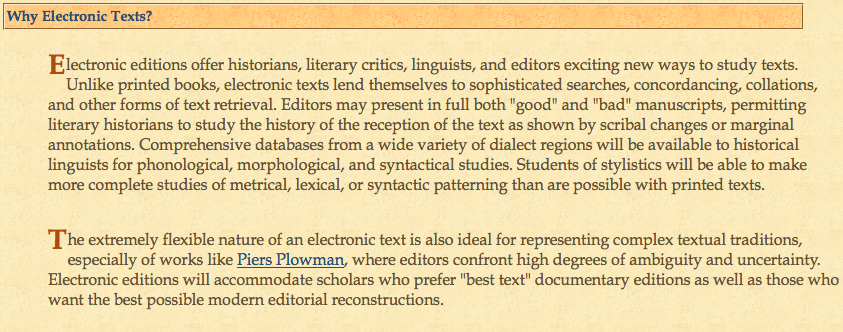 Why Electronic Texts?
Electronic editions offer historians, literary critics, linguists, and editors exciting new ways to study texts.
Unlike printed books, electronic texts lend themselves to sophisticated searches, concordancing, collations,
and other forms of text retrieval. Editors may present in full both "good" and "bad" manuscripts, permitting
literary historians to study the history of the reception of the text as shown by scribal changes or marginal
annotations. Comprehensive databases from a wide variety of dialect regions will be available to historical
linguists for phonological, morphological, and syntactical studies. Students of stylistics will be able to make
more complete studies of metrical, lexical, or syntactic patterning than are possible with printed texts.
The extremely flexible nature of an electronic text is also ideal for representing complex textual traditions,
especially of works like Piers Plowman, where editors confront high degrees of ambiguity and uncertainty.
Electronic editions will accommodate scholars who prefer "best text" documentary editions as well as those who
want the best possible modern editorial reconstructions.